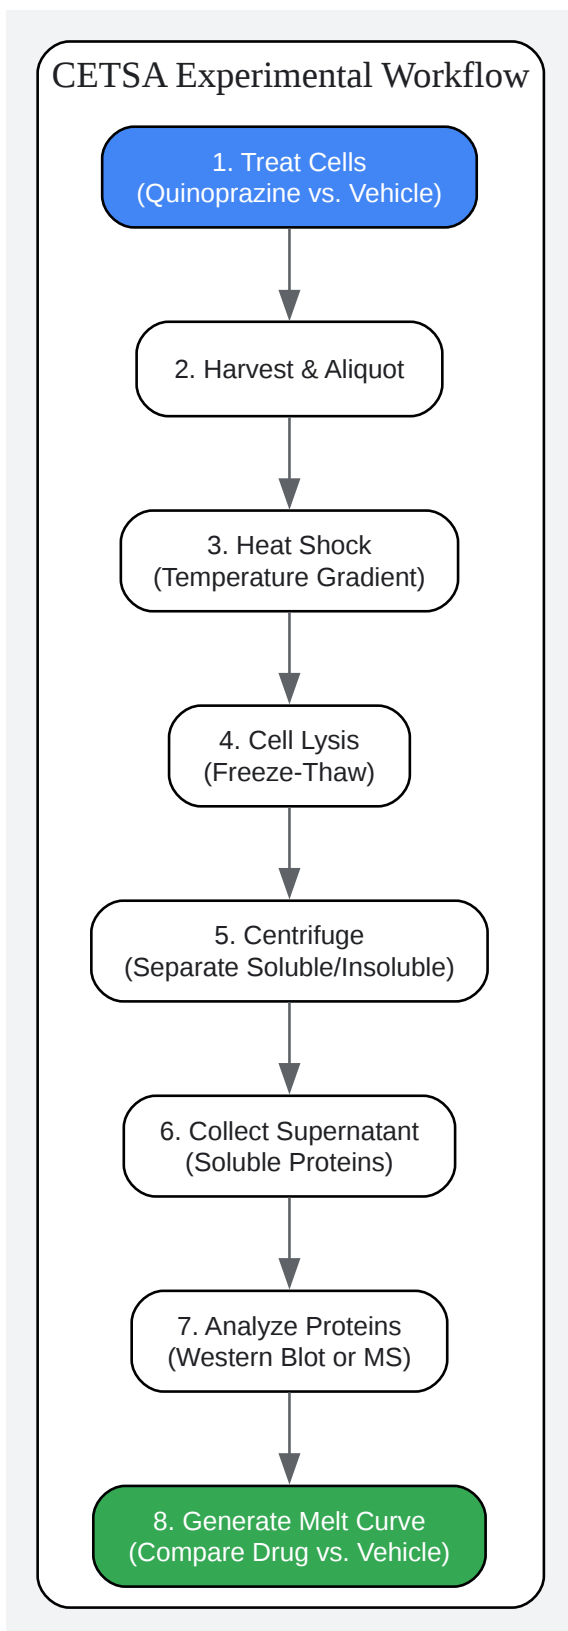 CETSA Experimental Workflow
1. Treat Cells
(Quinoprazine vs. Vehicle)
2. Harvest & Aliquot
3. Heat Shock
(Temperature Gradient)
4. Cell Lysis
(Freeze-Thaw)
5. Centrifuge
(Separate Soluble/Insoluble)
6. Collect Supernatant
(Soluble Proteins)
7. Analyze Proteins
(Western Blot or MS)
8. Generate Melt Curve
(Compare Drug vs. Vehicle)